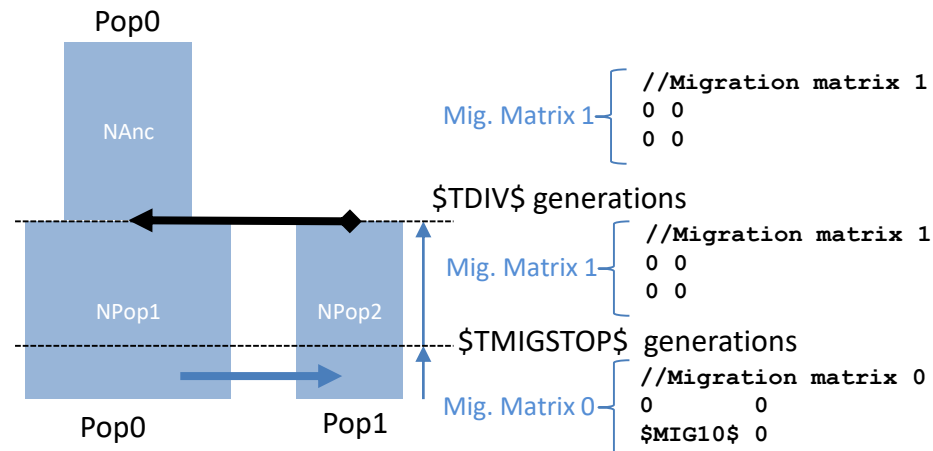 Pop0
NAnc
Mig. Matrix 1
//Migration matrix 1
0 0
0 0
$TDIV$ generations
NPop1
NPop2
Mig. Matrix 1
//Migration matrix 1
0 0
0 0
$TMIGSTOP$ generations
Mig. Matrix 0
//Migration matrix 0
0 0
$MIG10$ 0
Pop0
Pop1